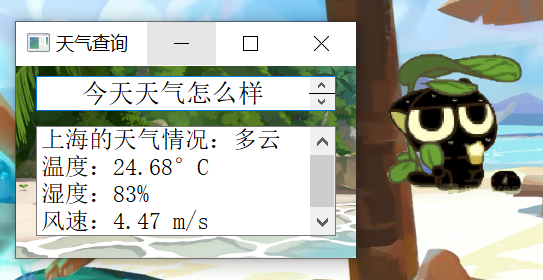 天气查询
今天天气怎么样
上海的天气情况: 多云
温度: 24.68° C
湿度: 83%
风速: 4.47 m/s